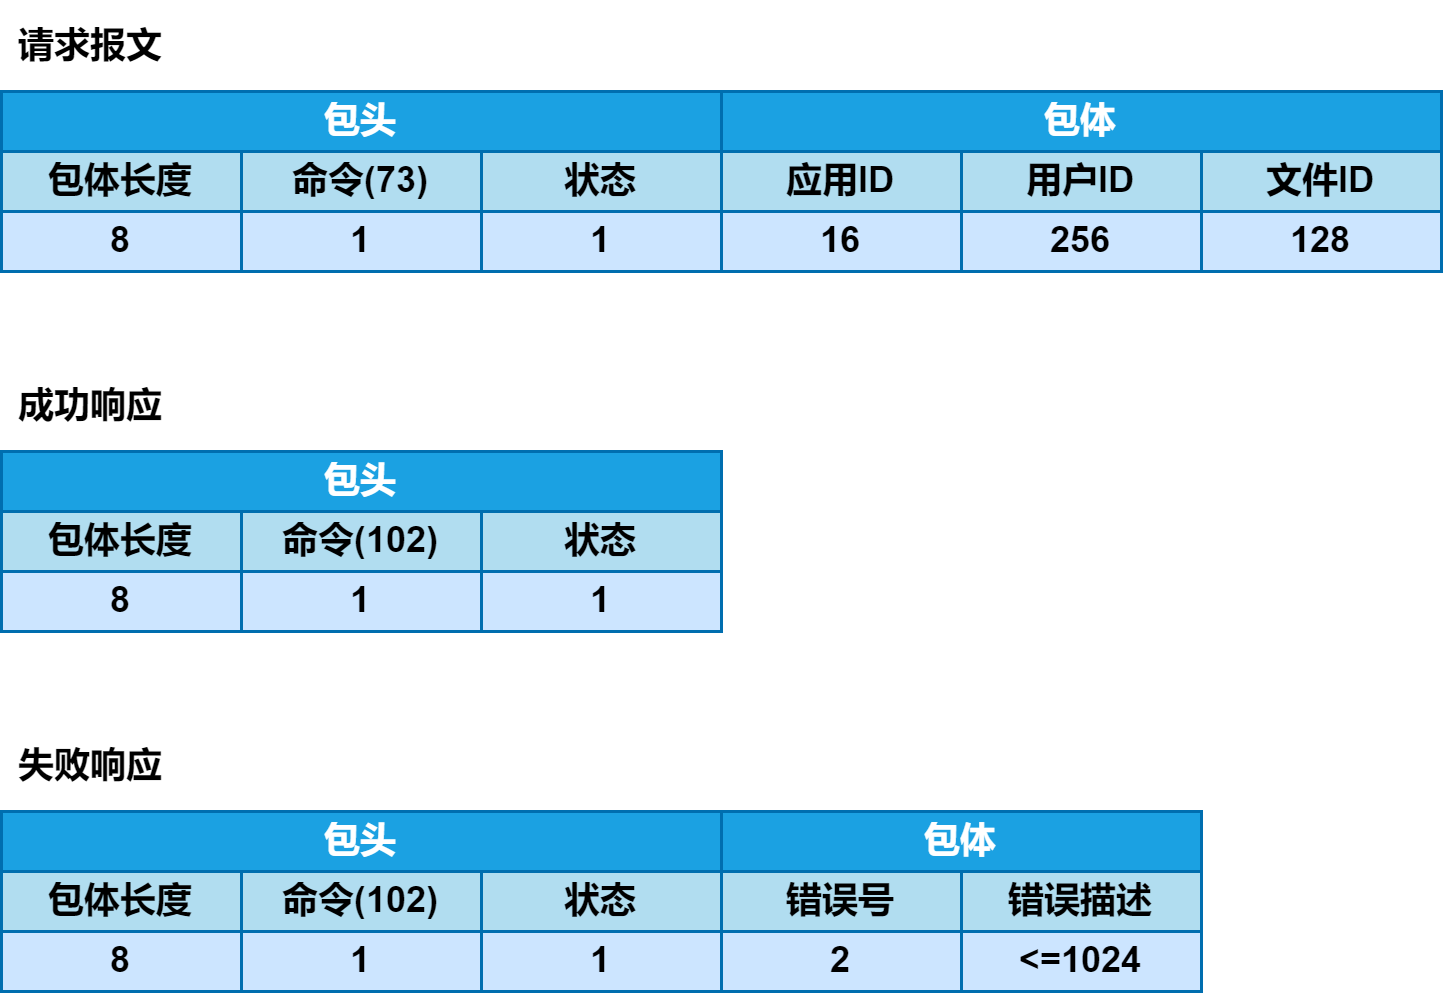 请求报文
包头 包体
包体长度 命令(73) 状态 应用ID 用户ID 文件ID
8 1 1 16 256 128
成功响应
包头
包体长度 命令(102) 状态
8 1 1
失败响应
包头 包体
包体长度 命令(102) 状态 错误号 错误描述
8 1 1 2 <=1024